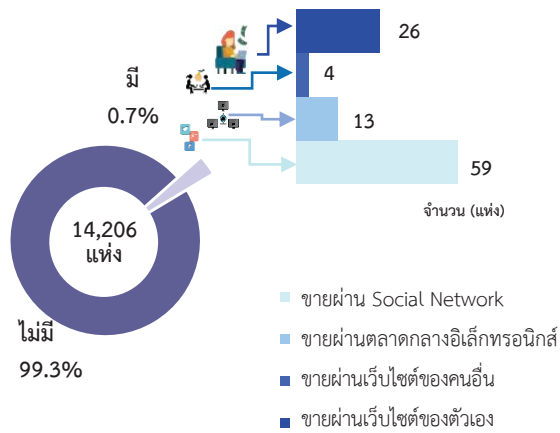 26
มี
4
0.7%
13
59
จำนวน (แห่ง)
14,206
แห่ง
ขายผ่าน Social Network
ไม่มี
ขายผ่านตลาดกลางอิเล็กทรอนิกส์
99.3%
ขายผ่านเว็บไซต์ของคนอื่น
ขายผ่านเว็บไซต์ของตัวเอง